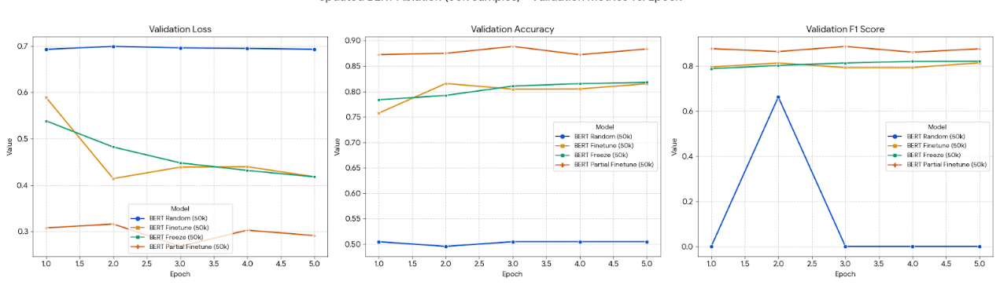 Validation Loss
0.7
0.6
0.5
0.4
0.3
Value
1.0 1.5 2.0 2.5 3.0 3.5 4.0 4.5 5.0
Epoch
Model
BERT Random (50k)
BERT Finetune (50k)
BERT Freeze (50k)
BERT Partial Finetune (50k)
Validation Accuracy
0.90
0.85
0.80
0.75
0.70
0.65
0.60
0.55
0.50
Value
1.0 1.5 2.0 2.5 3.0 3.5 4.0 4.5 5.0
Epoch
Model
BERT Random (50k)
BERT Finetune (50k)
BERT Freeze (50k)
BERT Partial Finetune (50k)
Validation F1 Score
0.8
0.6
0.4
0.2
0.0
Value
1.0 1.5 2.0 2.5 3.0 3.5 4.0 4.5 5.0
Epoch
Model
BERT Random (50k)
BERT Finetune (50k)
BERT Freeze (50k)
BERT Partial Finetune (50k)